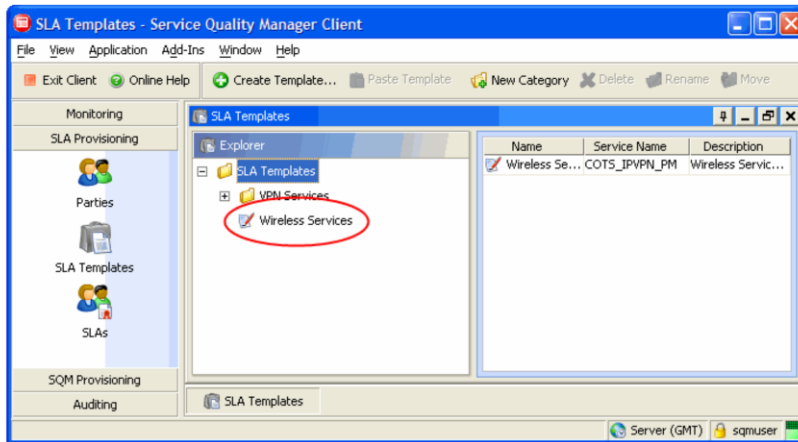 SLA Templates - Service Quality Manager Client
File View Application Add-Ins Window Help
Exit Client Online Help Create Template... Paste Template New Category Delete Rename Move
Monitoring
SLA Provisioning
Parties
SLA Templates
SLAs
SQM Provisioning
Auditing
SLA Templates
Explorer
SLA Templates
VPN Services
Wireless Services
Name Service Name Description
Wireless Se... COTS_IPVPN_PM Wireless Servic...
SLA Templates
Server (GMT) sqmuser